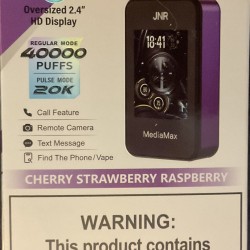 Oversized 2.4"
HD Display
REGULAR MODE
40000
PUFFS
PULSE MODE
20K
Call Feature
Remote Camera
Text Message
Find The Phone/Vape
JNR
10:41
MediaMax
CHERRY STRAWBERRY RASPBERRY
WARNING:
This product contains